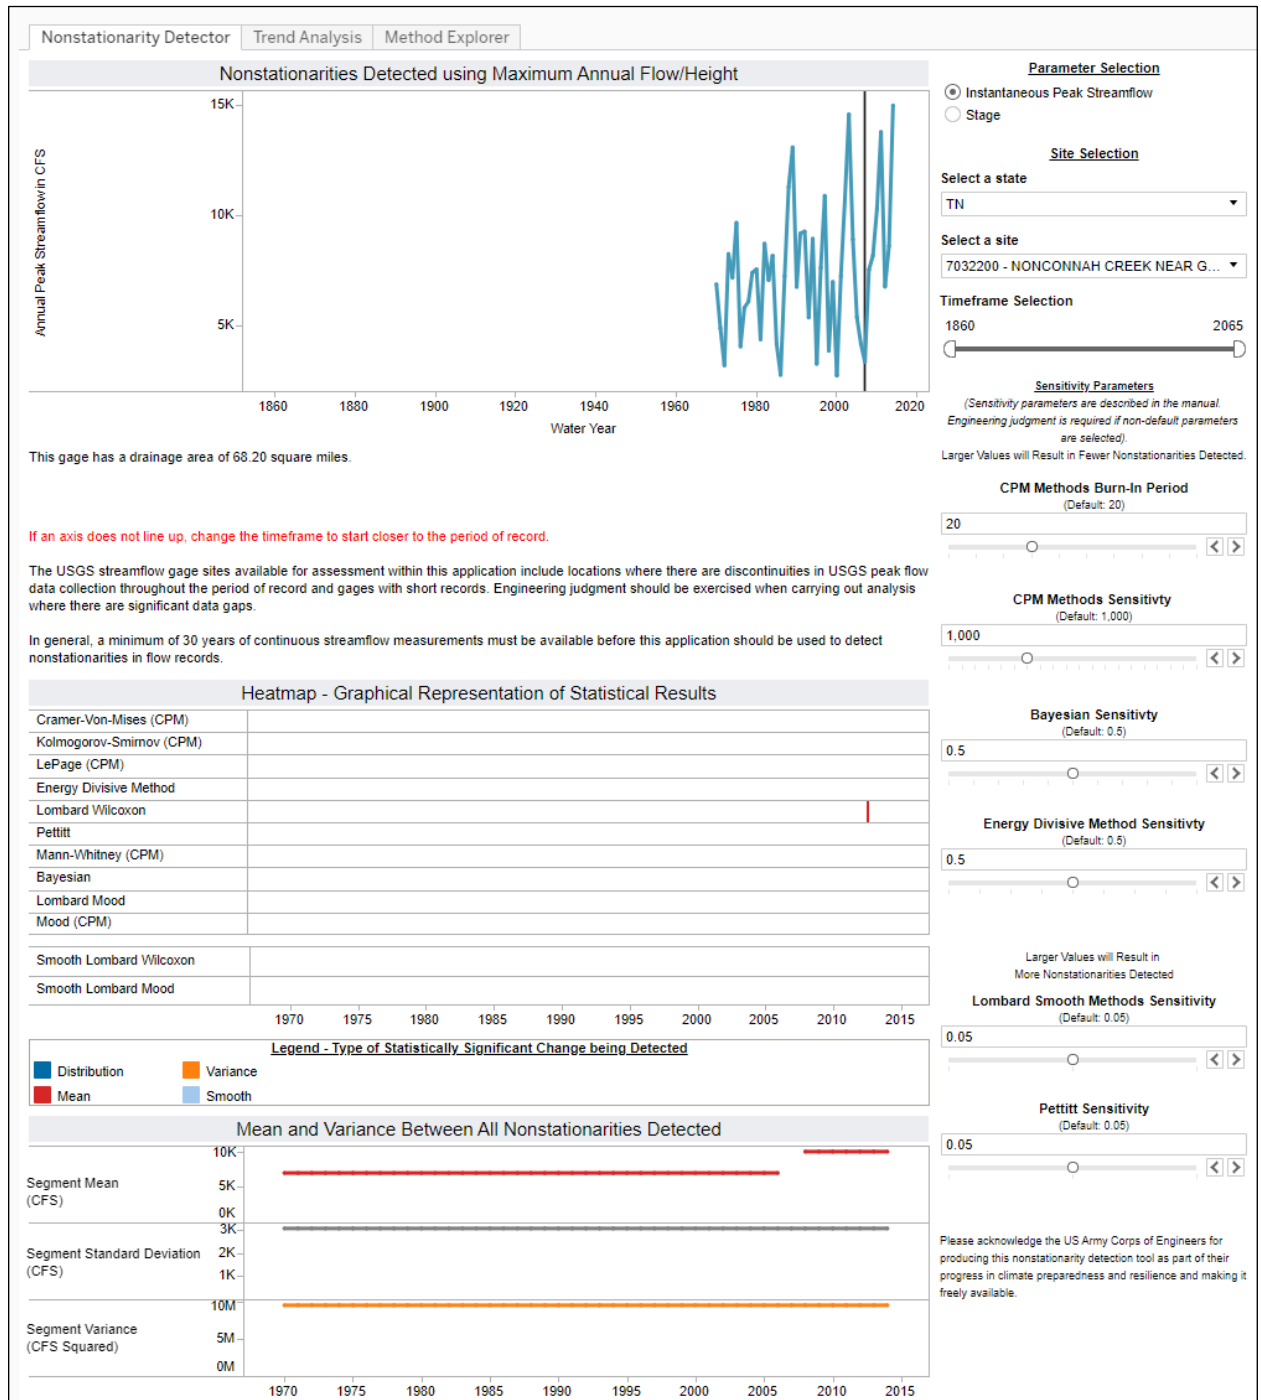 Nonstationarity Detector
Trend Analysis
Method Explorer
Nonstationarities Detected using Maximum Annual Flow/Height
15K
10K
5K
Annual Peak Streamflowin CFS
1860
1880
1900
1920
1940
1960
1980
2000
2020
Water Year
This gage has a drainage area of 68.20 square miles.
If an axis does not line up, change the timeframe to start closer to the period of record.
The USGS streamflow gage sites available for assessment within this application include locations where there are discontinuities in USGS peak flow
data collection throughout the period of record and gages with short records. Engineering judgment should be exercised when carrying out analysis
where there are significant data gaps.
In general, a minimum of 30 years of continuous streamflow measurements must be available before this application should be used to detect
nonstationarities in flow records.
Heatmap - Graphical Representation of Statistical Results
Cramer-Von-Mises (CPM)
Kolmogorov-Smirnov (CPM)
LePage (CPM)
Energy Divisive Method
Lombard Wilcoxon
Pettitt
Mann-Whitney (CPM)
Bayesian
Lombard Mood
Mood (CPM)
Smooth Lombard Wilcoxon
Smooth Lombard Mood
1970
1975
1980
1985
1990
1995
2000
2005
2010
2015
Legend - Type of Statistically Significant Change being Detected
Distribution
Variance
Mean
Smooth
Mean and Variance Between All Nonstationarities Detected
Segment Mean
(CFS)
10K
5K
0K
Segment Standard Deviation
(CFS)
3K
2K
1K
Segment Variance
(CFS Squared)
10M
5M
0M
1970
1975
1980
1985
1990
1995
2000
2005
2010
2015
Parameter Selection
Instantaneous Peak Streamflow
Stage
Site Selection
Select a state
TN
Select a site
7032200 - NONCONNAH CREEK NEAR G...
Timeframe Selection
1860
2065
Sensitivity Parameters
(Sensitivity parameters are described in the manual.
Engineering judgment is required if non-default parameters
are selected).
Larger Values will Result in Fewer Nonstationarities Detected.
CPM Methods Burn-In Period
(Default: 20)
20
CPM Methods Sensitivty
(Default: 1,000)
1,000
Bayesian Sensitivty
(Default: 0.5)
0.5
Energy Divisive Method Sensitivty
(Default: 0.5)
0.5
Larger Values will Result in
More Nonstationarities Detected
Lombard Smooth Methods Sensitivity
(Default: 0.05)
0.05
Pettitt Sensitivity
(Default: 0.05)
0.05
Please acknowledge the US Army Corps of Engineers for
producing this nonstationarity detection tool as part of their
progress in climate preparedness and resilience and making it
freely available.